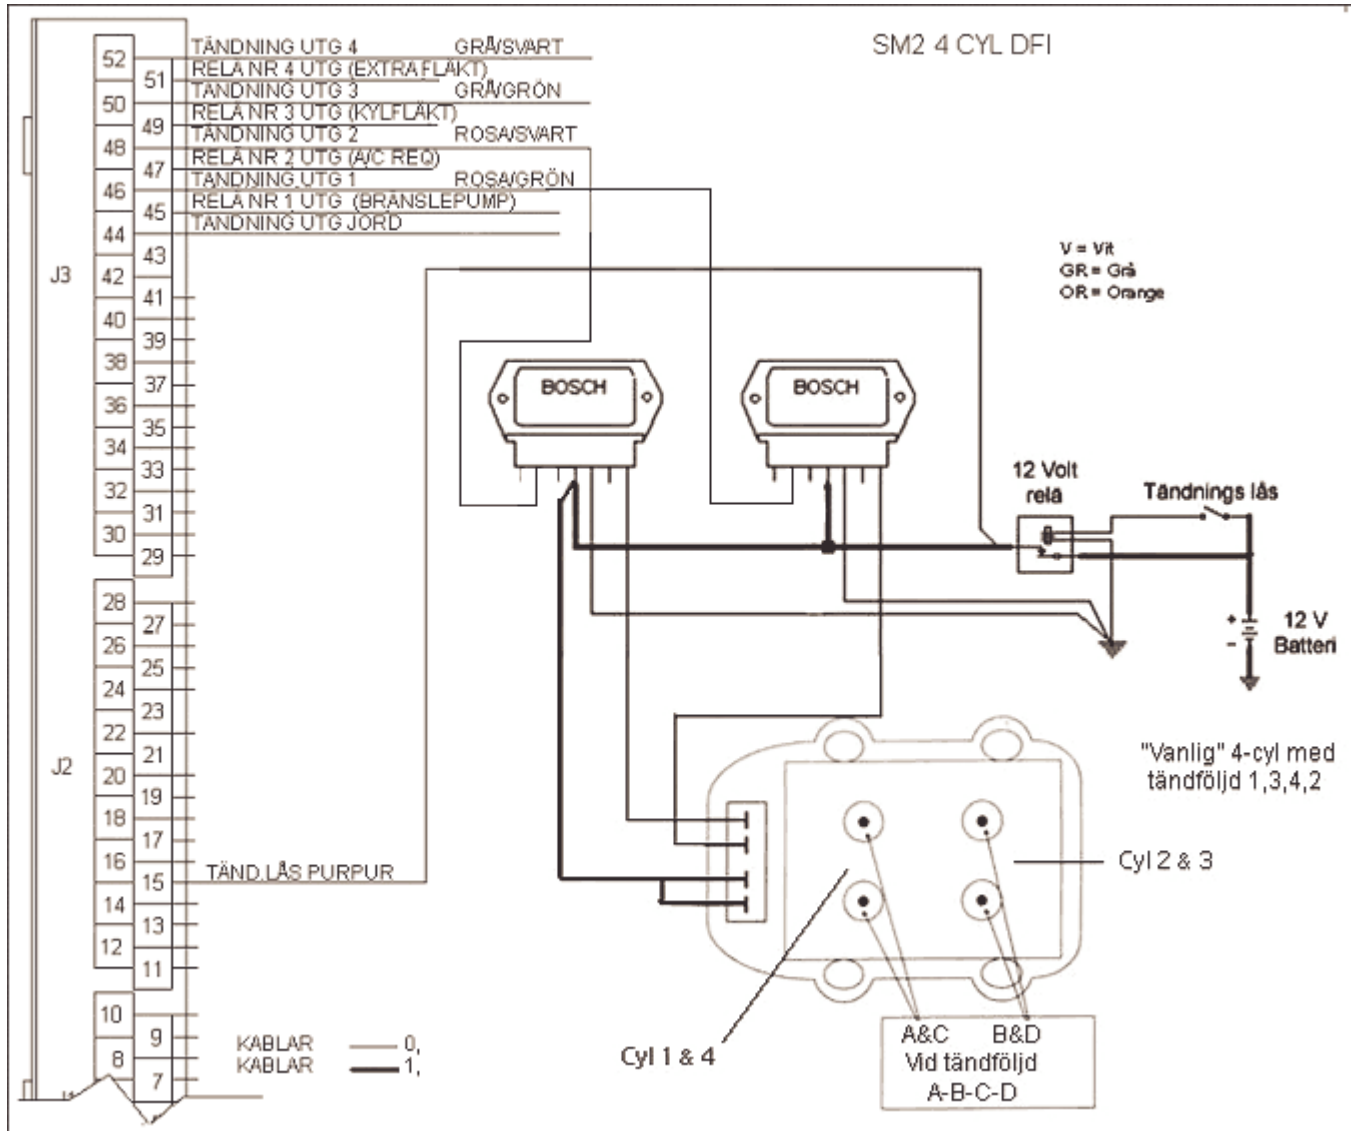 SM2 4 CYL DFI
52 TÄNDNING UTG 4 GRÅ/SVART
51 RELÄ NR 4 UTG (EXTRA FLÄKT)
50 TÄNDNING UTG 3 GRÅ/GRÖN
49 RELÄ NR 3 UTG (KYLFLÄKT)
48 TÄNDNING UTG 2 ROSA/SVART
47 RELÄ NR 2 UTG (A/C REQ)
46 TÄNDNING UTG 1 ROSA/GRÖN
45 RELÄ NR 1 UTG (BRÄNSLEPUMP)
44 TÄNDNING UTG JORD
43
J3
42
41
40
39
38
37
36
35
34
33
32
31
30
29
V = Vit
GR = Grå
OR = Orange
BOSCH
BOSCH
12 Volt
relä
Tändnings lås
+
-
12 V
Batteri
28
27
26
25
24
23
22
21
J2
20
19
18
17
16
15 TÄND.LÅS PURPUR
14
13
12
11
10
9
8
7
"Vanlig" 4-cyl med
tändföljd 1,3,4,2
Cyl 2 & 3
Cyl 1 & 4
A&C B&D
Vid tändföljd
A-B-C-D
KABLAR 0,
KABLAR 1,